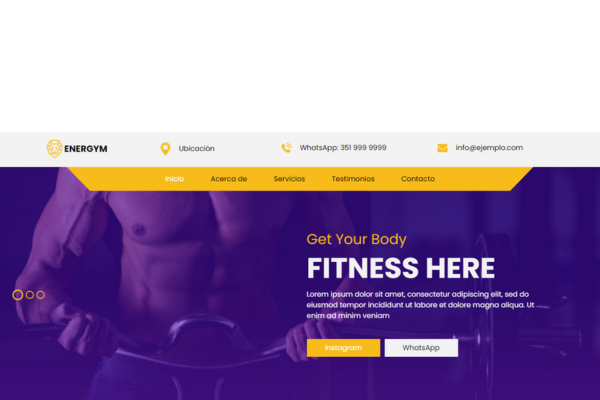 ENERGYM
Ubicación
WhatsApp: 351 999 9999
info@ejemplo.com
Inicio Acerca de Servicios Testimonios Contacto
Get Your Body
FITNESS HERE
Lorem ipsum dolor sit amet, consectetur adipiscing elit, sed do
eiusmod tempor incididunt ut labore et dolore magna aliqua. Ut
enim ad minim veniam
Instagram WhatsApp